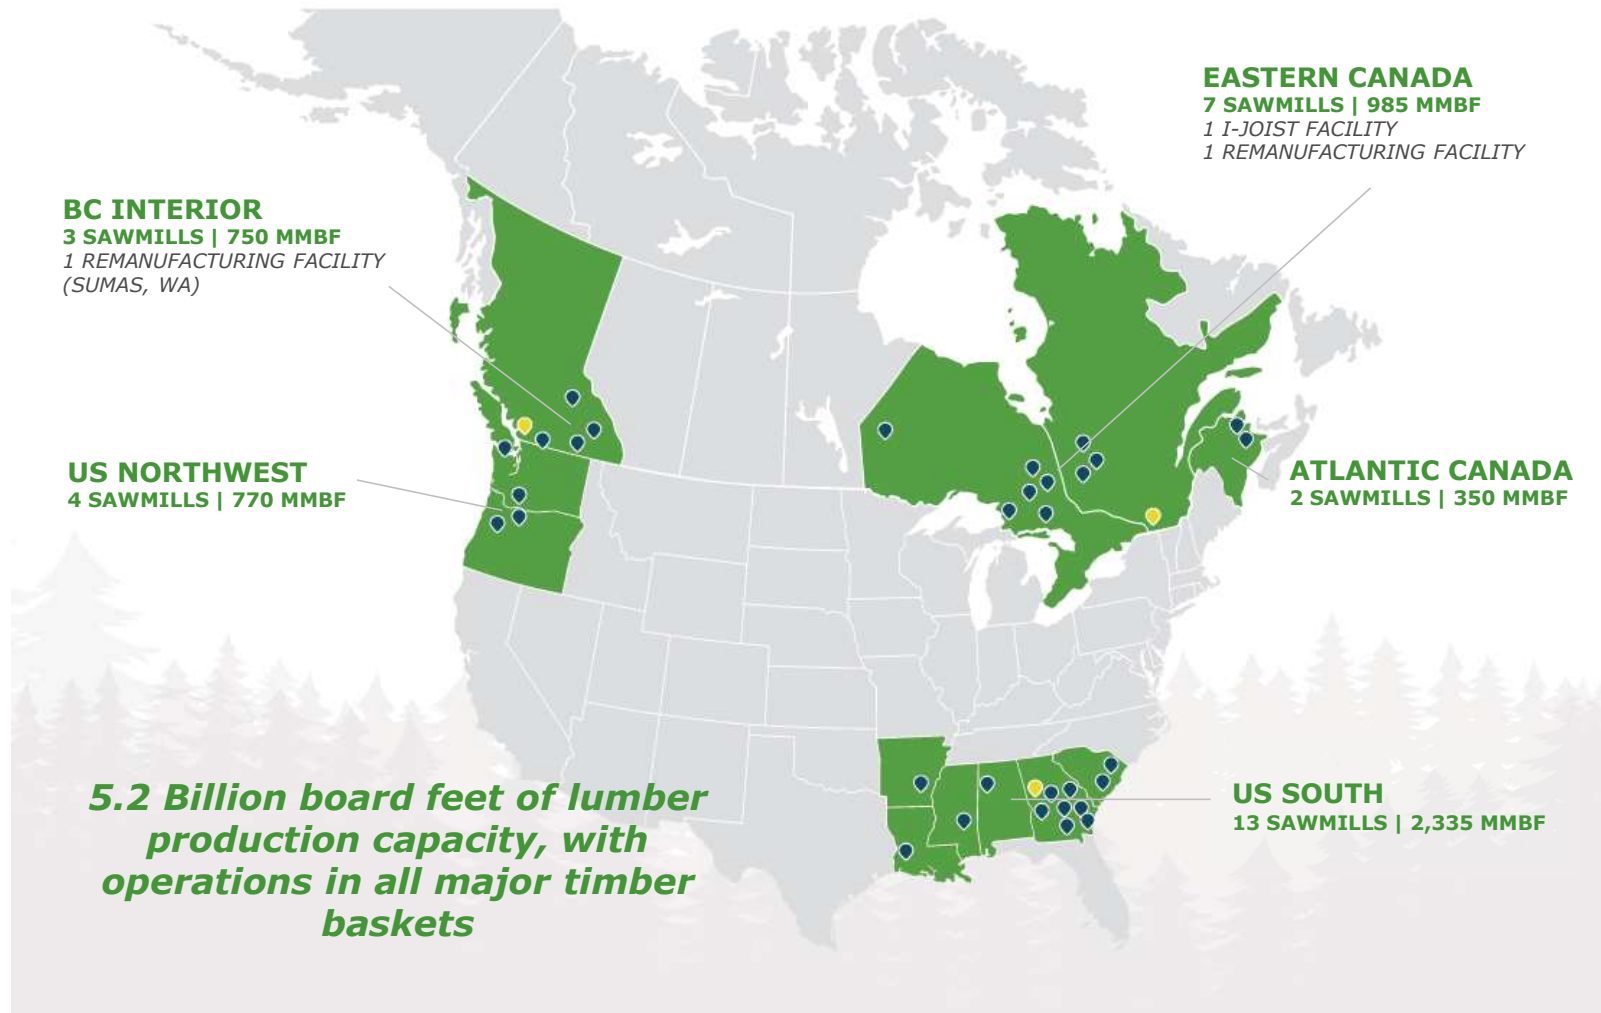 EASTERN CANADA
7 SAWMILLS | 985 MMBF
1 I-JOIST FACILITY
1 REMANUFACTURING FACILITY
BC INTERIOR
3 SAWMILLS | 750 MMBF
1 REMANUFACTURING FACILITY
(SUMAS, WA)
US NORTHWEST
4 SAWMILLS | 770 MMBF
ATLANTIC CANADA
2 SAWMILLS | 350 MMBF
US SOUTH
13 SAWMILLS | 2,335 MMBF
5.2 Billion board feet of lumber
production capacity, with
operations in all major timber
baskets